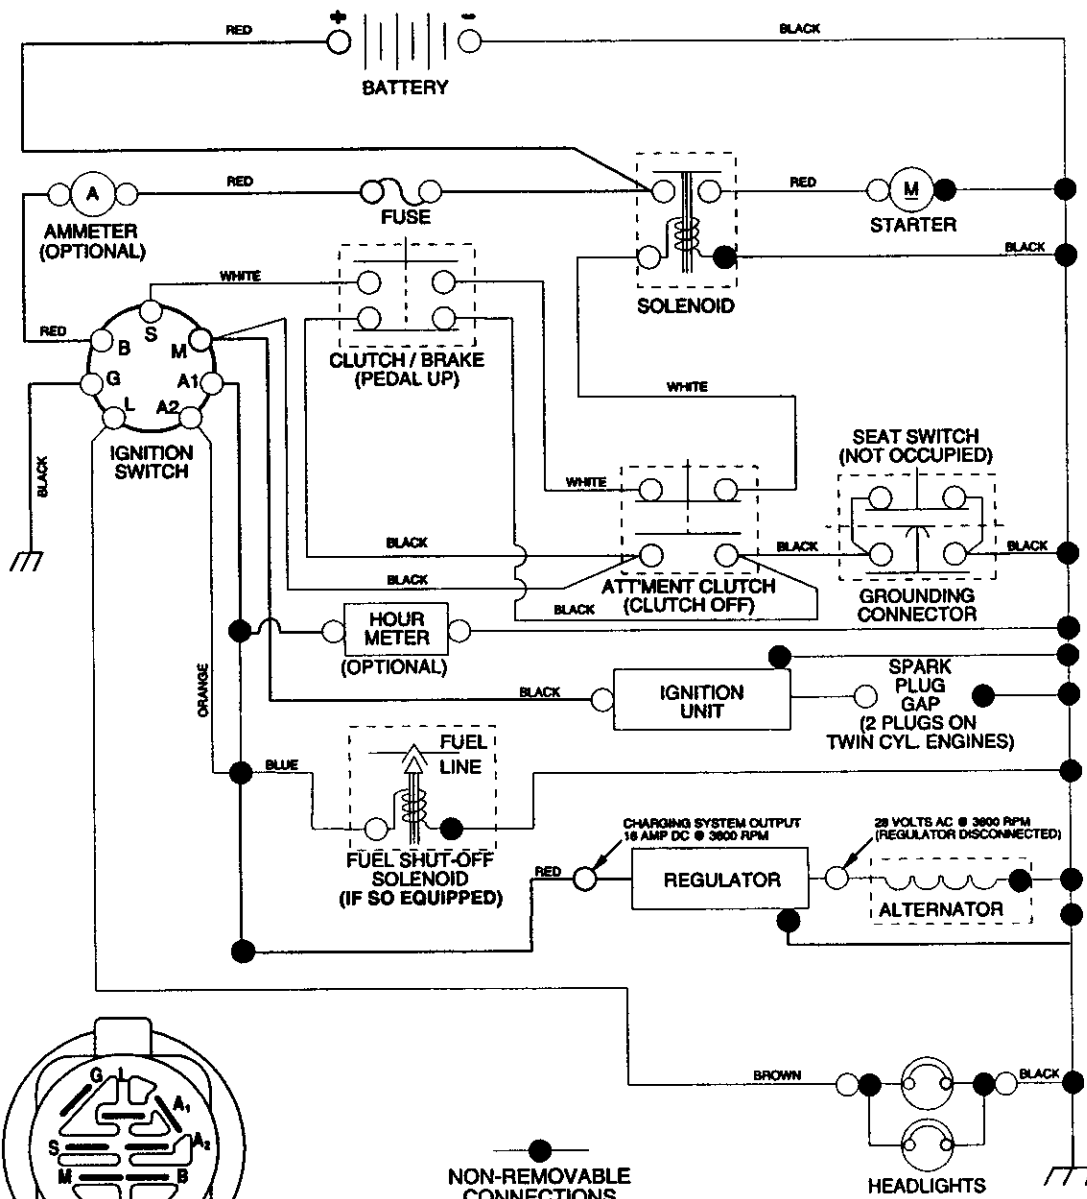 + -
RED
BLACK
BATTERY
A
RED
RED
M
AMMETER
(OPTIONAL)
FUSE
STARTER
BLACK
WHITE
SOLENOID
S
RED
B
M
CLUTCH / BRAKE
(PEDAL UP)
G
A1
L
A2
WHITE
IGNITION
SWITCH
BLACK
SEAT SWITCH
(NOT OCCUPIED)
WHITE
BLACK
BLACK
BLACK
BLACK
ATT'MENT CLUTCH
(CLUTCH OFF)
BLACK
GROUNDING
CONNECTOR
HOUR
METER
(OPTIONAL)
ORANGE
BLACK
IGNITION
UNIT
SPARK
PLUG
GAP
(2 PLUGS ON
TWIN CYL. ENGINES)
FUEL
LINE
BLUE
FUEL SHUT-OFF
SOLENOID
(IF SO EQUIPPED)
CHARGING SYSTEM OUTPUT
16 AMP DC @ 3600 RPM
28 VOLTS AC @ 3600 RPM
(REGULATOR DISCONNECTED)
RED
REGULATOR
ALTERNATOR
BROWN
BLACK
HEADLIGHTS
G L
A1
A2
S
M
B
NON-REMOVABLE
CONNECTIONS